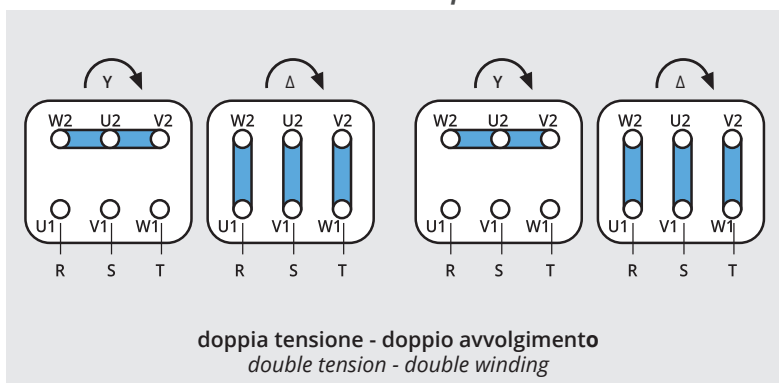 Y Δ Y Δ
W2 U2 V2 W2 U2 V2 W2 U2 V2 W2 U2 V2
U1 V1 W1 U1 V1 W1 U1 V1 W1 U1 V1 W1
R S T R S T R S T R S T
doppia tensione - doppio avvolgimento
double tension - double winding